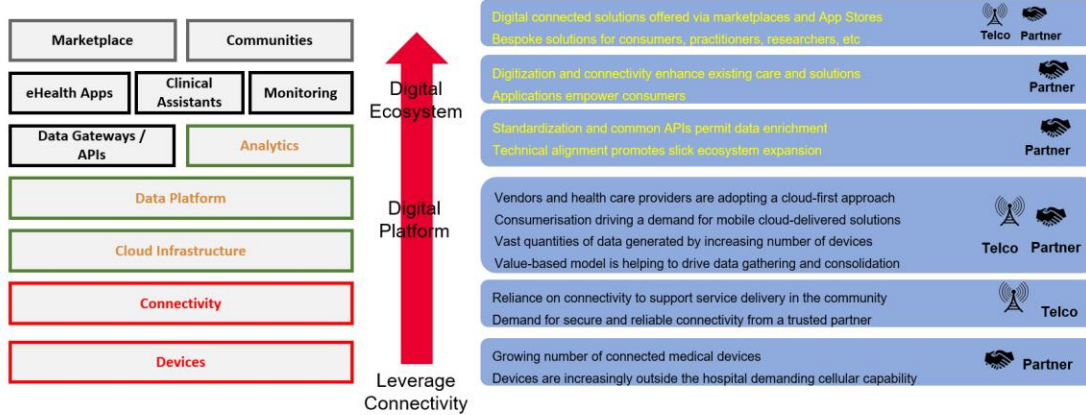 Marketplace
Communities
eHealth Apps
Clinical
Assistants
Monitoring
Data Gateways /
APIs
Analytics
Data Platform
Cloud Infrastructure
Connectivity
Devices
Digital
Ecosystem
Digital
Platform
Leverage
Connectivity
Digital connected solutions offered via marketplaces and App Stores
Bespoke solutions for consumers, practitioners, researchers, etc
Telco Partner
Digitization and connectivity enhance existing care and solutions
Applications empower consumers
Partner
Standardization and common APIs permit data enrichment
Technical alignment promotes slick ecosystem expansion
Partner
Vendors and health care providers are adopting a cloud-first approach
Consumerisation driving a demand for mobile cloud-delivered solutions
Vast quantities of data generated by increasing number of devices
Value-based model is helping to drive data gathering and consolidation
Telco Partner
Reliance on connectivity to support service delivery in the community
Demand for secure and reliable connectivity from a trusted partner
Telco
Growing number of connected medical devices
Devices are increasingly outside the hospital demanding cellular capability
Partner